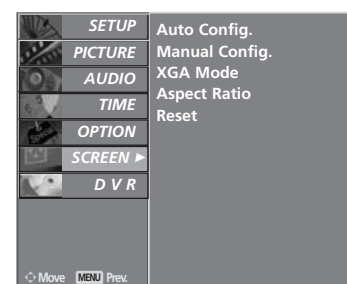 SETUP
PICTURE
AUDIO
TIME
OPTION
SCREEN ►
D V R
Auto Config.
Manual Config.
XGA Mode
Aspect Ratio
Reset
Move MENU Prev.